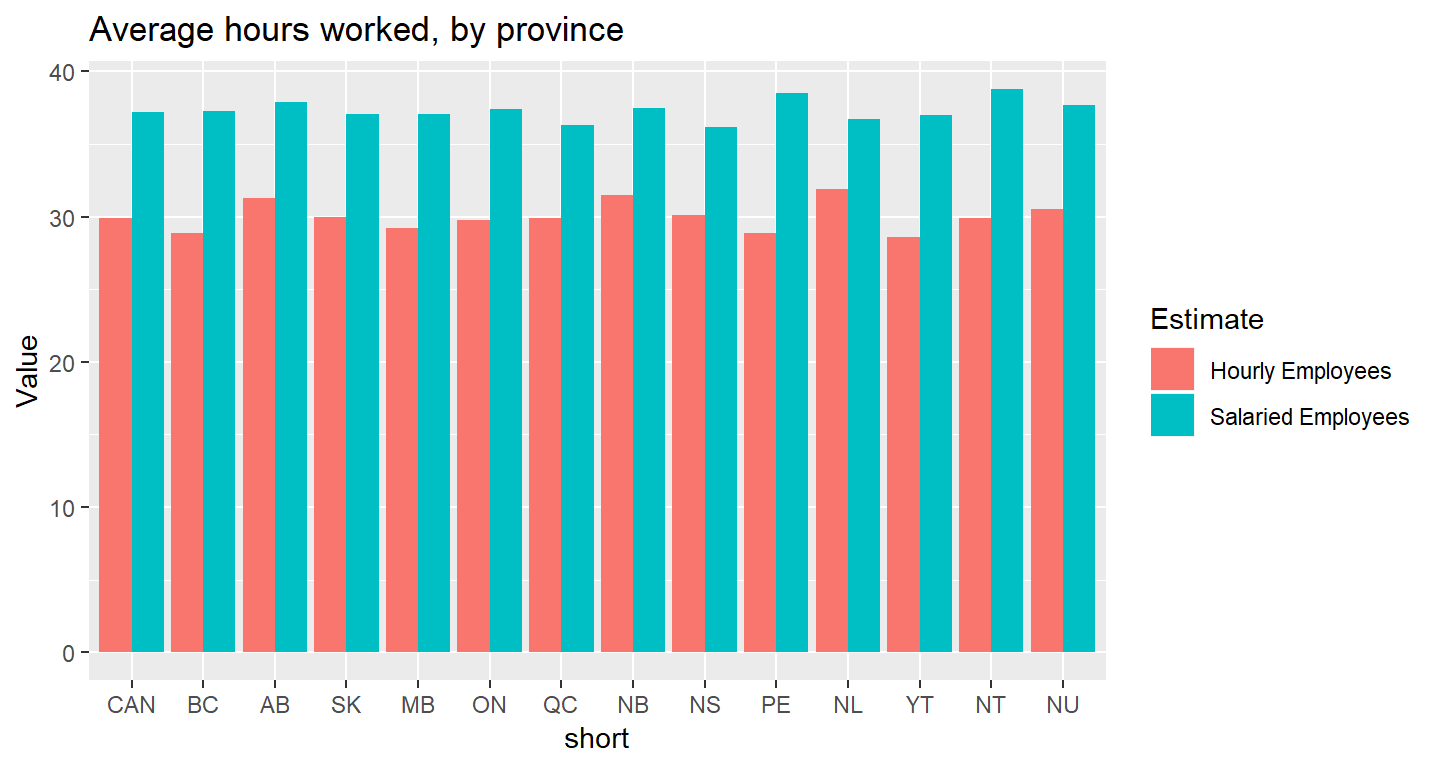 Average hours worked, by province
40
30
20
10
0
Value
CAN BC AB SK MB ON QC NB NS PE NL YT NT NU
short
Estimate
Hourly Employees
Salaried Employees